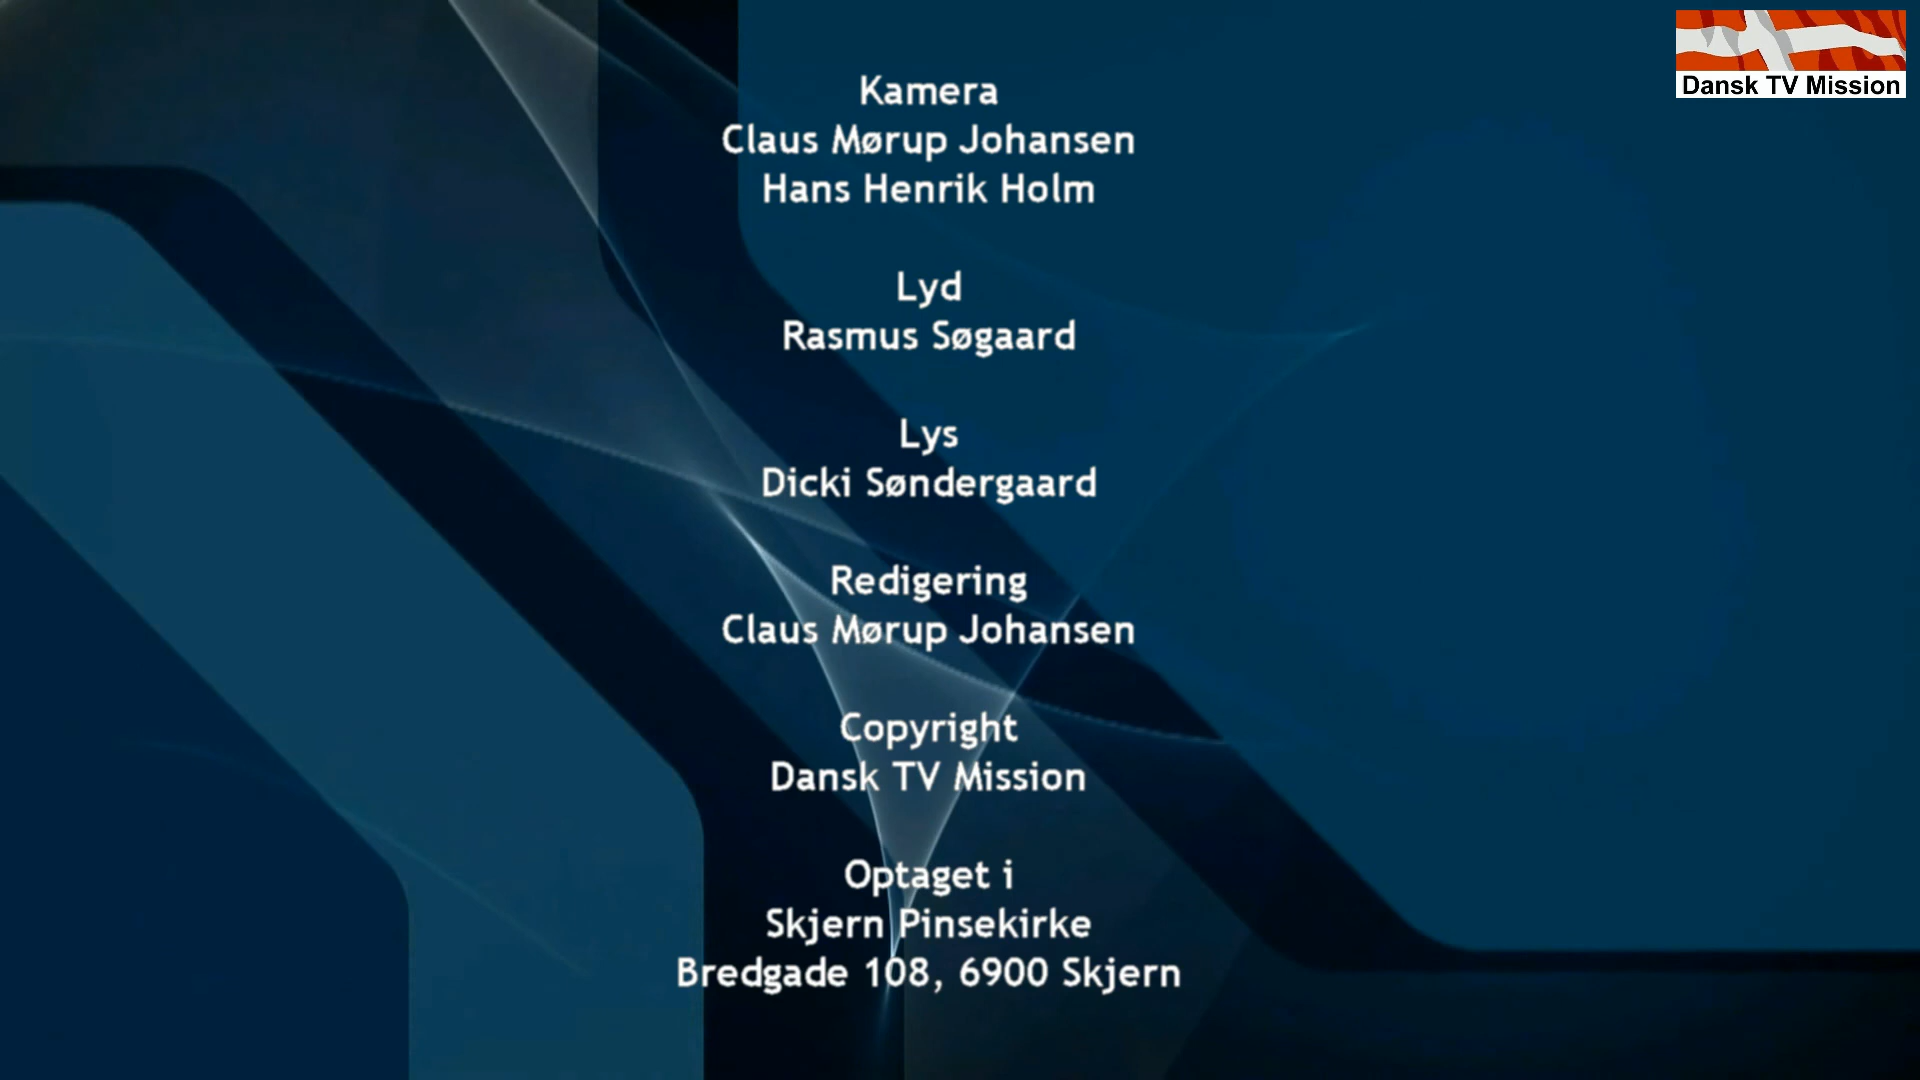 Dansk TV Mission
Kamera
Claus Mørup Johansen
Hans Henrik Holm
Lyd
Rasmus Søgaard
Lys
Dicki Søndergaard
Redigering
Claus Mørup Johansen
Copyright
Dansk TV Mission
Optaget i
Skjern Pinsekirke
Bredgade 108, 6900 Skjern